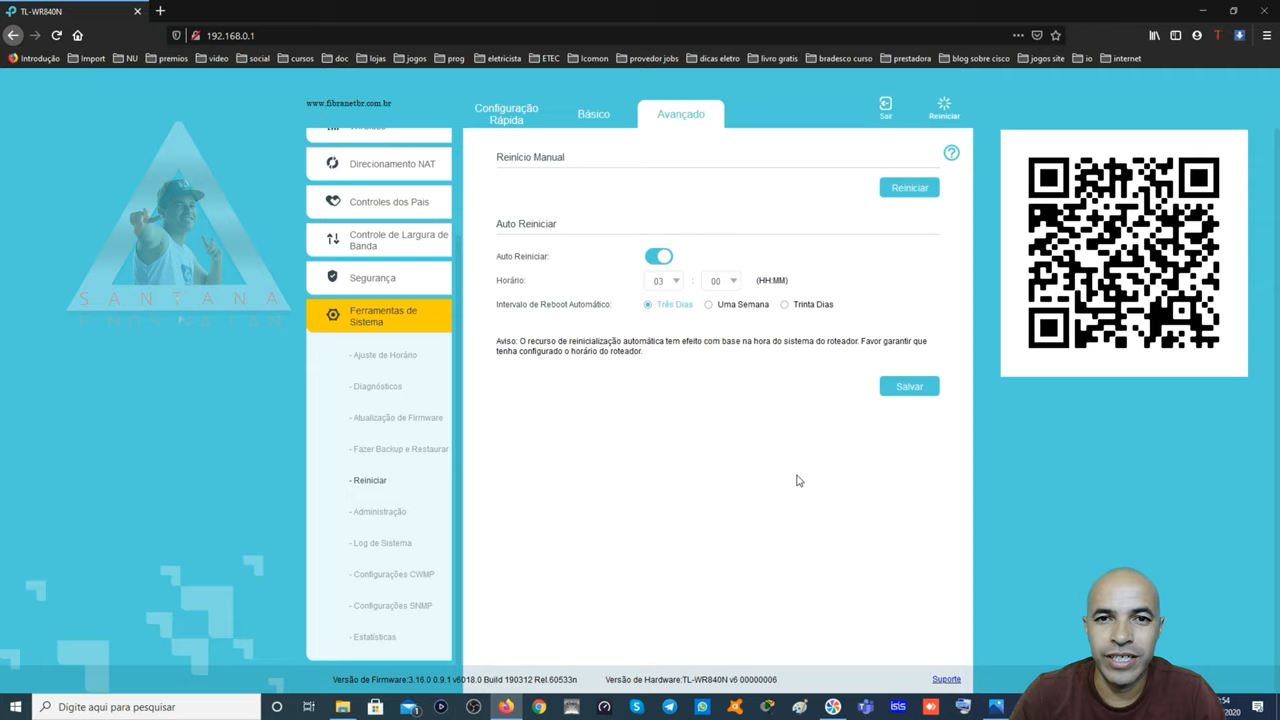 TL-WR840N
192.168.0.1
Introdução Import NU premios video social cursos doc lojas jogos prog eletricista ETEC Icomon provedor jobs dicas eletro livro gratis bradesco curso prestadora blog sobre cisco jogos site io internet
www.fibranetbr.com.br
Configuração
Rápida
Básico
Avançado
Sair
Reiniciar
Direcionamento NAT
Controles dos Pais
Controle de Largura de
Banda
Segurança
Ferramentas de
Sistema
- Ajuste de Horário
- Diagnósticos
- Atualização de Firmware
- Fazer Backup e Restaurar
- Reiniciar
- Administração
- Log de Sistema
- Configurações CWMP
- Configurações SNMP
- Estatísticas
Reinício Manual
Reiniciar
Auto Reiniciar
Auto Reiniciar:
Horário: 03 : 00 (HH:MM)
Intervalo de Reboot Automático: Três Dias Uma Semana Trinta Dias
Aviso: O recurso de reinicialização automática tem efeito com base na hora do sistema do roteador. Favor garantir que
tenha configurado o horário do roteador.
Salvar
SANTANA
Versão de Firmware:3.16.0 0.9.1 v6018.0 Build 190312 Rel.60533n Versão de Hardware:TL-WR840N v6 00000006 Suporte
Digite aqui para pesquisar
isis